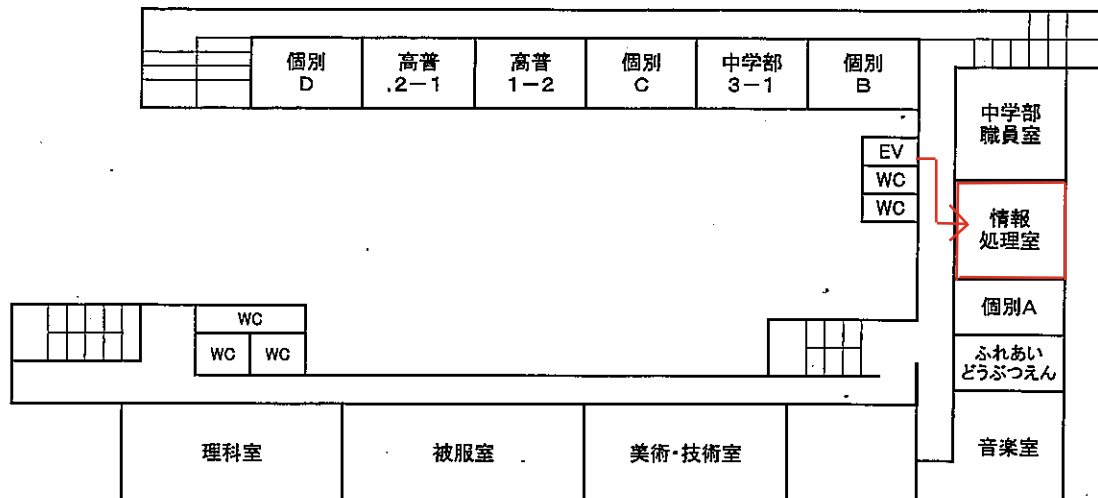 個別
D
高普
2－1
高普
1－2
個別
C
中学部
3－1
個別
B
中学部
職員室
EV
WC
WC
情報
処理室
個別A
WC
WC
WC
ふれあい
どうぶつえん
理科室
被服室
美術・技術室
音楽室